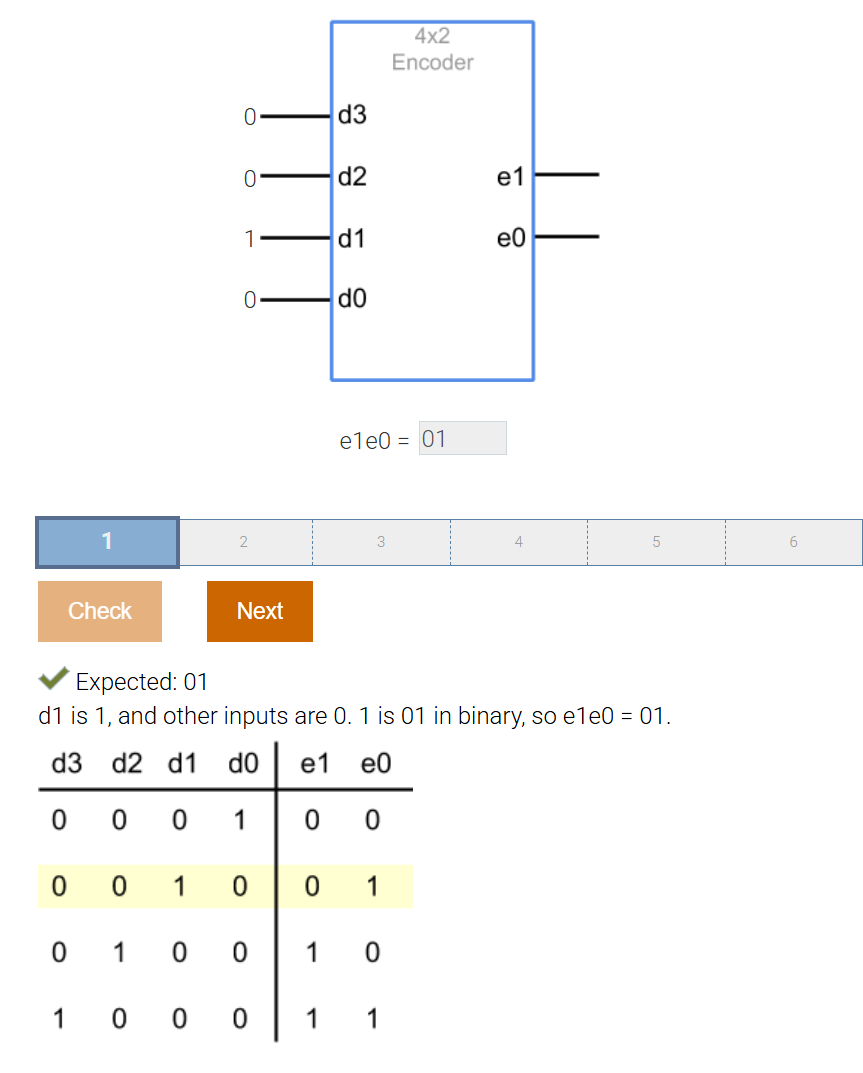 4x2
Encoder
0 d3
0 d2 e1
1 d1 e0
0 d0
e1e0 = 01
1 2 3 4 5 6
Check Next
Expected: 01
d1 is 1, and other inputs are 0. 1 is 01 in binary, so e1e0 = 01.
d3 d2 d1 d0 e1 e0
0 0 0 1 0 0
0 0 1 0 0 1
0 1 0 0 1 0
1 0 0 0 1 1